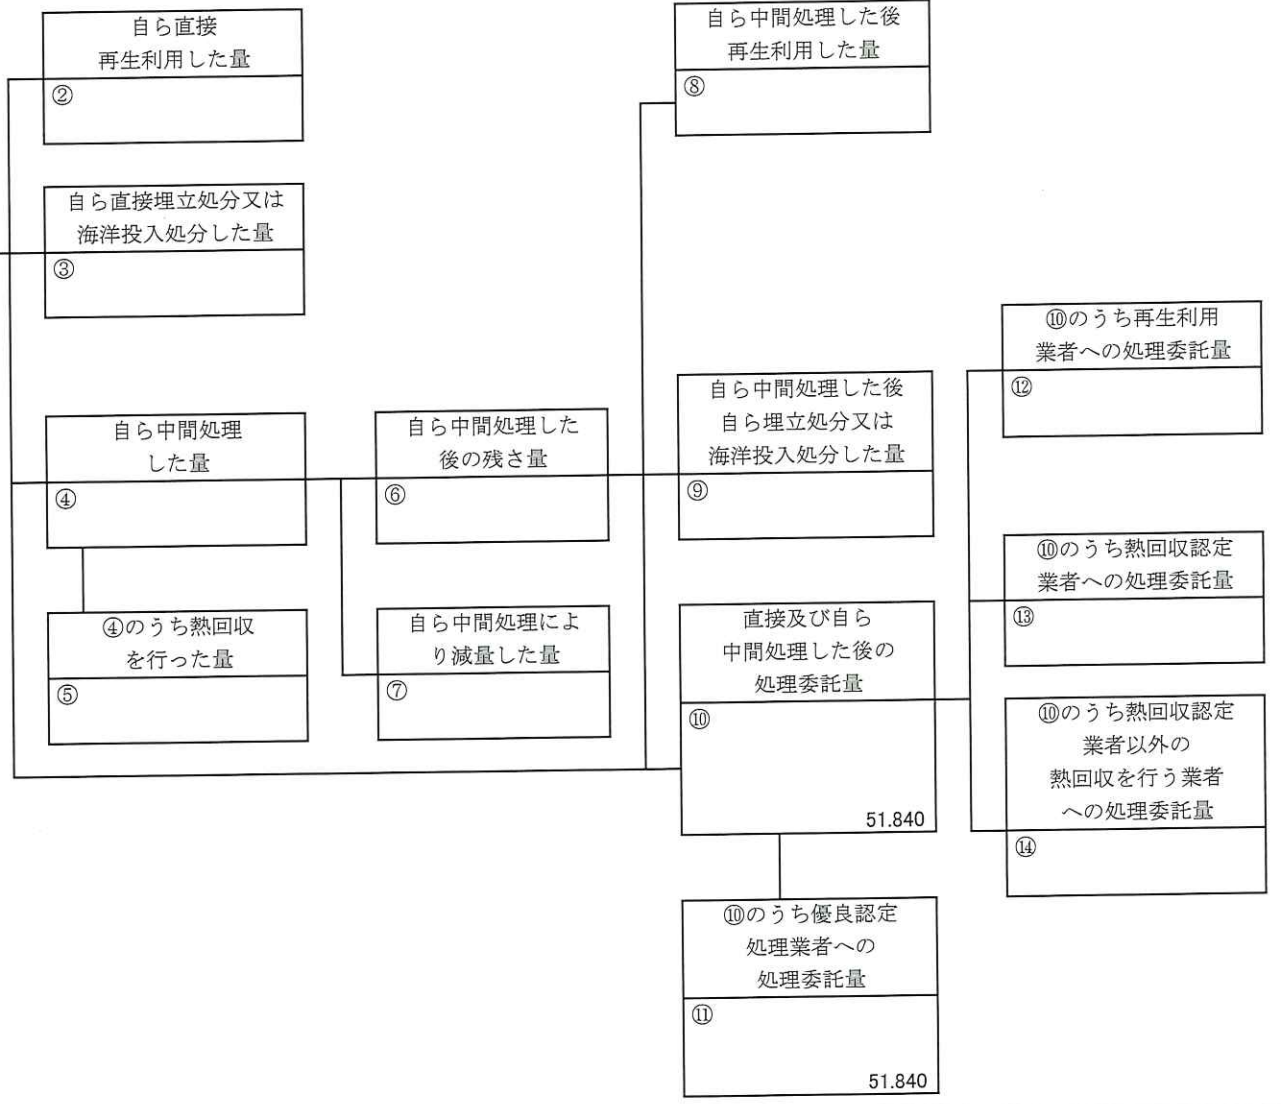 自ら直接
再生利用した量
②
自ら直接埋立処分又は
海洋投入処分した量
③
自ら中間処理
した量
④
④のうち熱回収
を行った量
⑤
自ら中間処理した
後の残さ量
⑥
自ら中間処理によ
り減量した量
⑦
自ら中間処理した後
再生利用した量
⑧
自ら中間処理した後
自ら埋立処分又は
海洋投入処分した量
⑨
直接及び自ら
中間処理した後の
処理委託量
⑩
51.840
⑩のうち優良認定
処理業者への
処理委託量
⑪
51.840
⑩のうち再生利用
業者への処理委託量
⑫
⑩のうち熱回収認定
業者への処理委託量
⑬
⑩のうち熱回収認定
業者以外の
熱回収を行う業者
への処理委託量
⑭